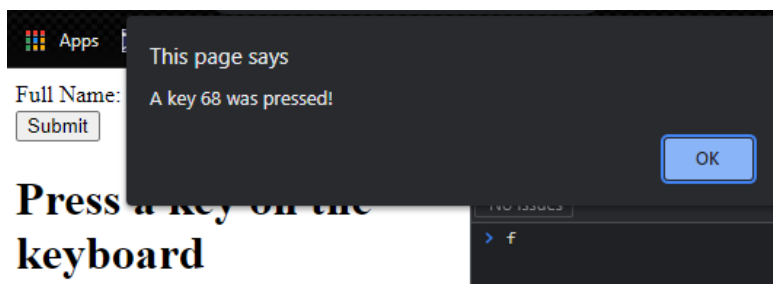 Apps
This page says
A key 68 was pressed!
OK
Full Name:
Submit
Press a key on the
keyboard
No Issues
> f